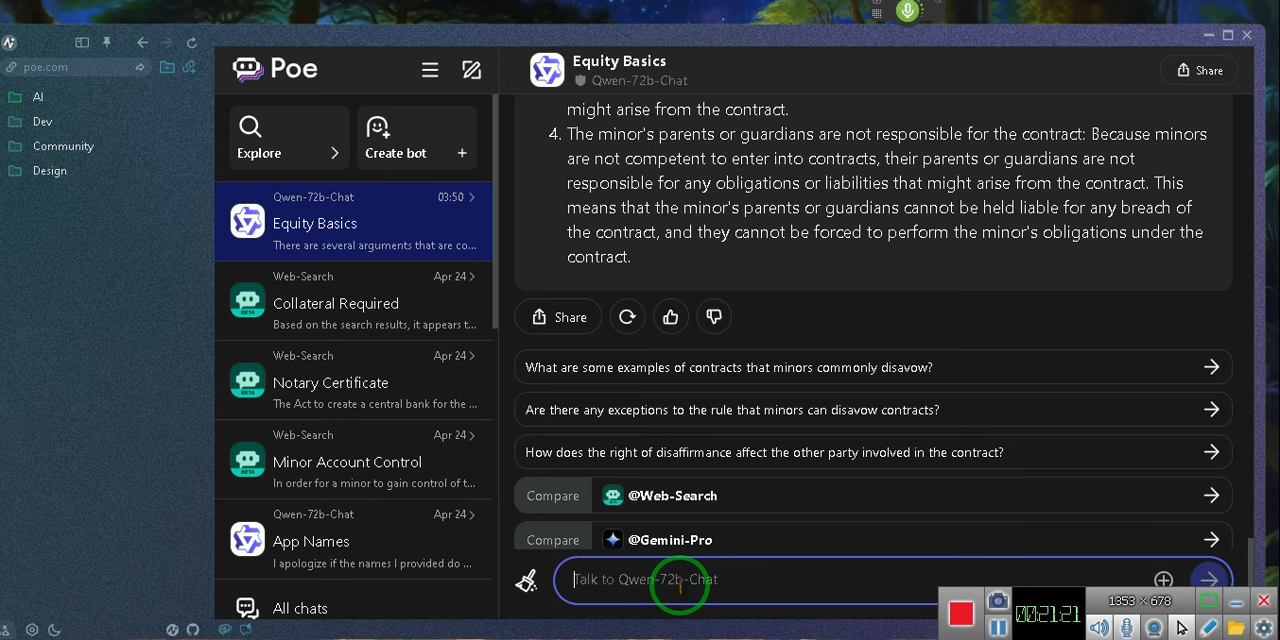 poe.com
AI
Dev
Community
Design
Poe
Explore
Create bot
Qwen-72b-Chat 03:50
Equity Basics
There are several arguments that are co...
Web-Search Apr 24
Collateral Required
Based on the search results, it appears t...
Web-Search Apr 24
Notary Certificate
The Act to create a central bank for the ...
Web-Search Apr 24
Minor Account Control
In order for a minor to gain control of t...
Qwen-72b-Chat Apr 24
App Names
I apologize if the names I provided do ...
All chats
Equity Basics
Qwen-72b-Chat
Share
might arise from the contract.
4. The minor's parents or guardians are not responsible for the contract: Because minors
are not competent to enter into contracts, their parents or guardians are not
responsible for any obligations or liabilities that might arise from the contract. This
means that the minor's parents or guardians cannot be held liable for any breach of
the contract, and they cannot be forced to perform the minor's obligations under the
contract.
Share
What are some examples of contracts that minors commonly disavow?
Are there any exceptions to the rule that minors can disavow contracts?
How does the right of disaffirmance affect the other party involved in the contract?
Compare @Web-Search
Compare @Gemini-Pro
Talk to Qwen-72b-Chat
1353 × 678
00:21:21
BETA
BETA
BETA